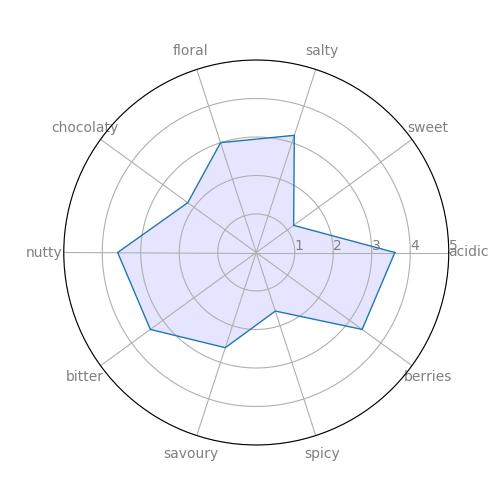 floral
salty
chocolaty
sweet
nutty
1
2
3
4
5
acidic
bitter
berries
savoury
spicy